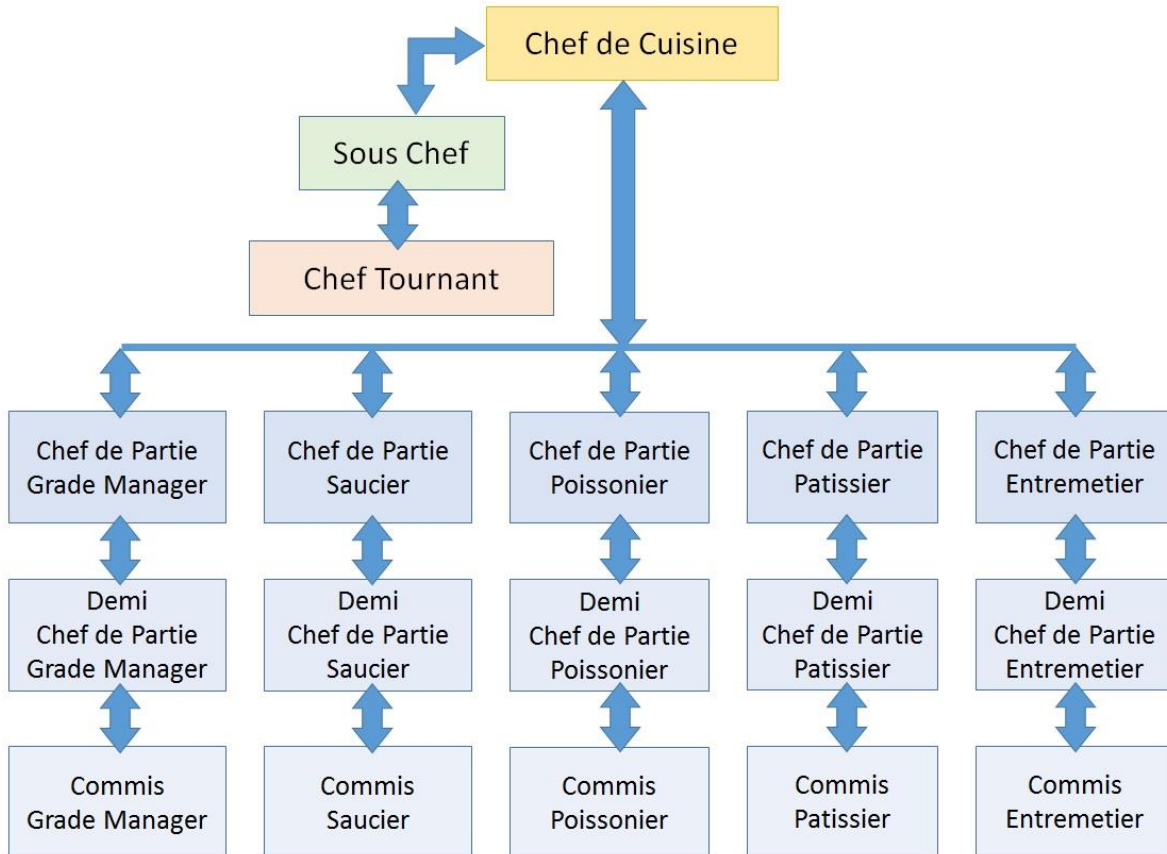 Chef de Cuisine
Sous Chef
Chef Tournant
Chef de Partie
Grade Manager
Chef de Partie
Saucier
Chef de Partie
Poissonier
Chef de Partie
Patissier
Chef de Partie
Entremetier
Demi
Chef de Partie
Grade Manager
Demi
Chef de Partie
Saucier
Demi
Chef de Partie
Poissonier
Demi
Chef de Partie
Patissier
Demi
Chef de Partie
Entremetier
Commis
Grade Manager
Commis
Saucier
Commis
Poissonier
Commis
Patissier
Commis
Entremetier